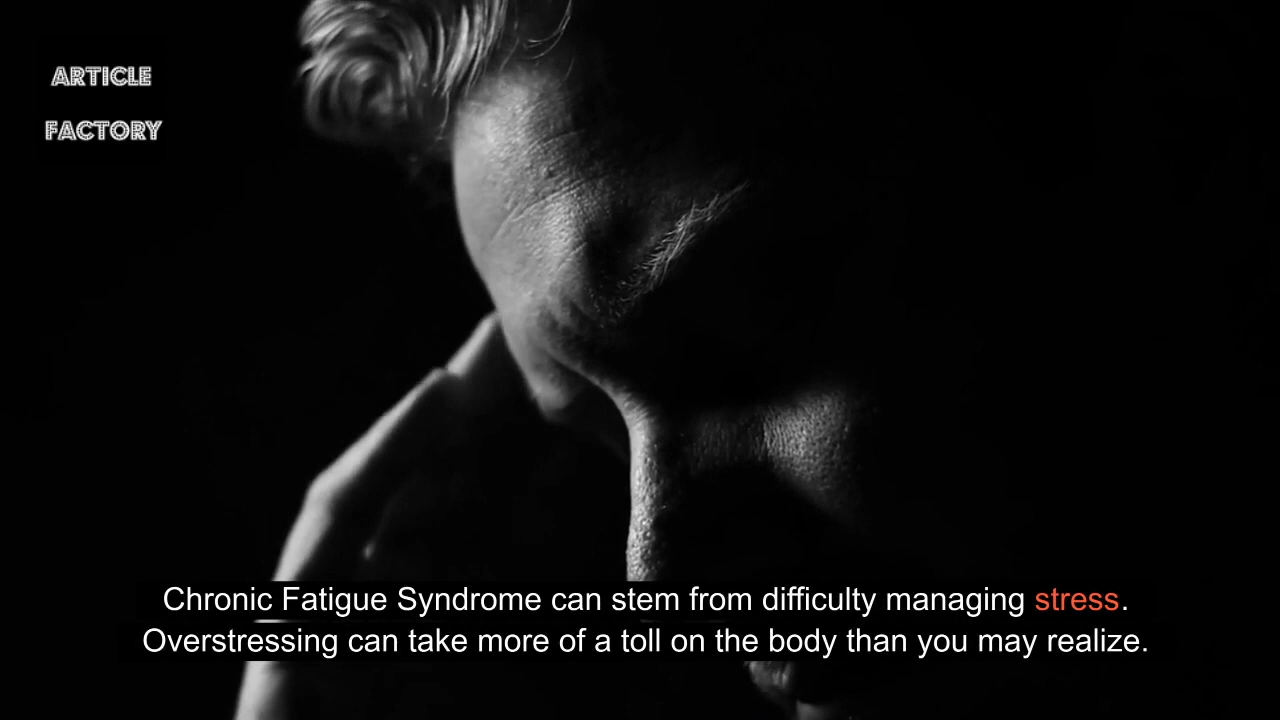 ARTICLE
FACTORY
Chronic Fatigue Syndrome can stem from difficulty managing stress.
Overstressing can take more of a toll on the body than you may realize.